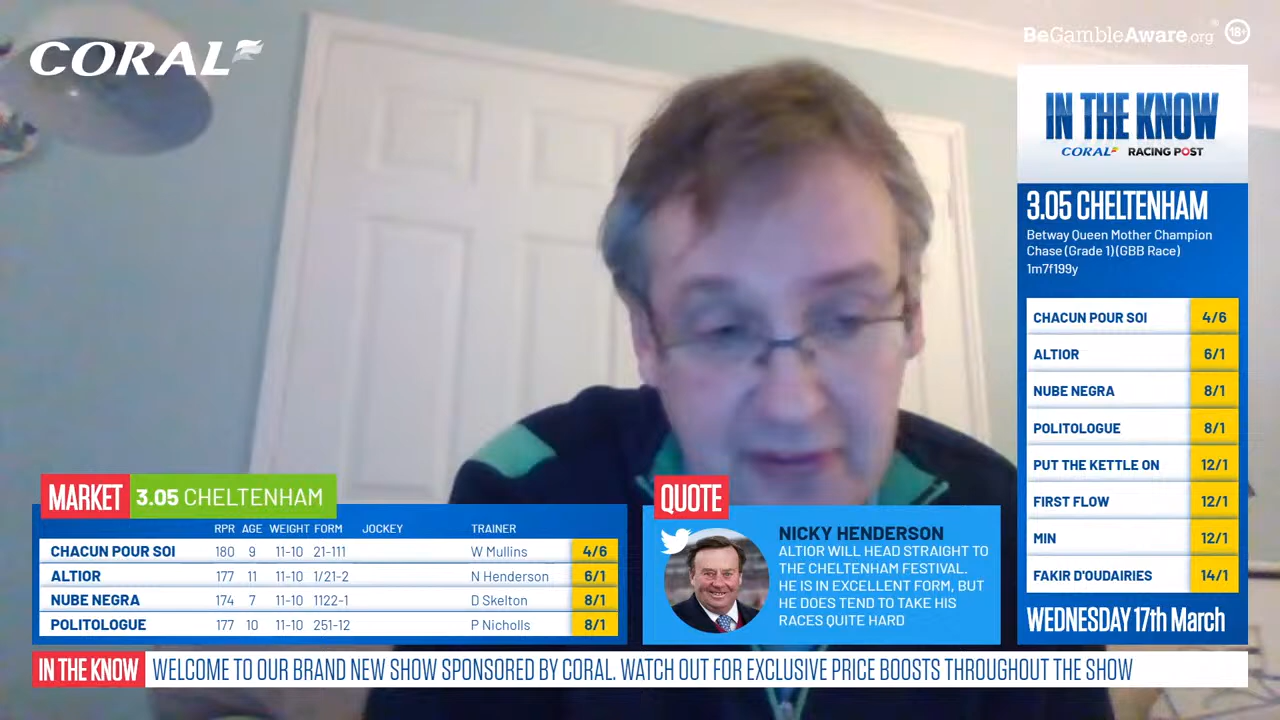 CORAL
BeGambleAware.org 18+
IN THE KNOW
CORAL RACING POST
3.05 CHELTENHAM
Betway Queen Mother Champion
Chase (Grade 1) (GBB Race)
1m7f199y
CHACUN POUR SOI 4/6
ALTIOR 6/1
NUBE NEGRA 8/1
POLITOLOGUE 8/1
PUT THE KETTLE ON 12/1
FIRST FLOW 12/1
MIN 12/1
FAKIR D'OUDAIRIES 14/1
WEDNESDAY 17th March
MARKET 3.05 CHELTENHAM
RPR AGE WEIGHT FORM JOCKEY TRAINER
CHACUN POUR SOI 180 9 11-10 21-111 W Mullins 4/6
ALTIOR 177 11 11-10 1/21-2 N Henderson 6/1
NUBE NEGRA 174 7 11-10 1122-1 D Skelton 8/1
POLITOLOGUE 177 10 11-10 251-12 P Nicholls 8/1
QUOTE
NICKY HENDERSON
ALTIOR WILL HEAD STRAIGHT TO
THE CHELTENHAM FESTIVAL.
HE IS IN EXCELLENT FORM, BUT
HE DOES TEND TO TAKE HIS
RACES QUITE HARD
IN THE KNOW WELCOME TO OUR BRAND NEW SHOW SPONSORED BY CORAL. WATCH OUT FOR EXCLUSIVE PRICE BOOSTS THROUGHOUT THE SHOW